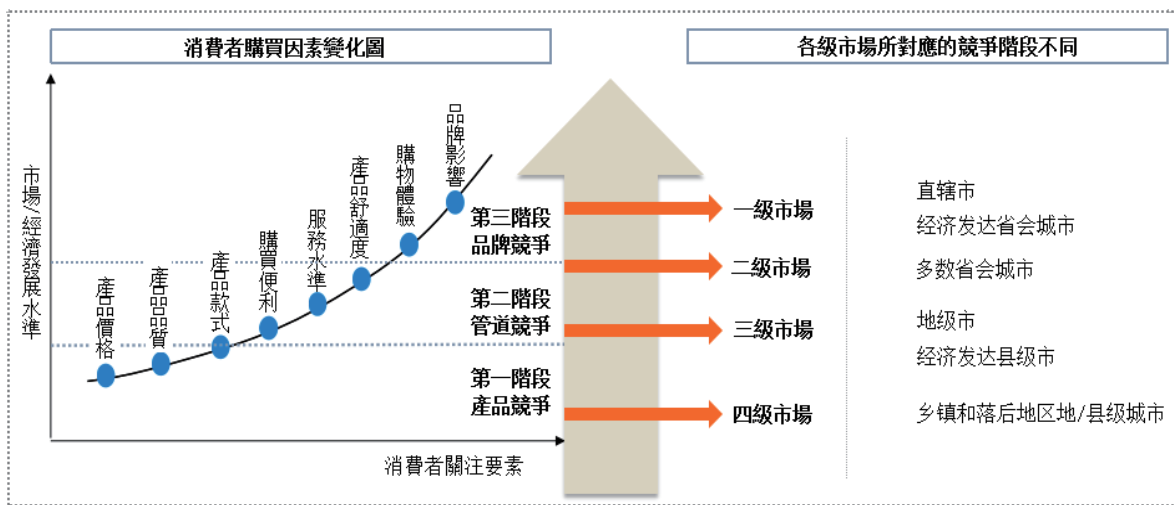 消費者購買因素變化圖
各級市場所對應的競爭階段不同
市場/經濟發展水準
產品價格
產品品質
產品款式
購買便利
服務水準
產品舒適度
購物體驗
品牌影響
第三階段
品牌競爭
第二階段
管道競爭
第一階段
產品競爭
消費者關注要素
一级市場
二级市場
三级市場
四级市場
直辖市
经济发达省会城市
多数省会城市
地级市
经济发达县级市
乡镇和落后地区地/县级城市